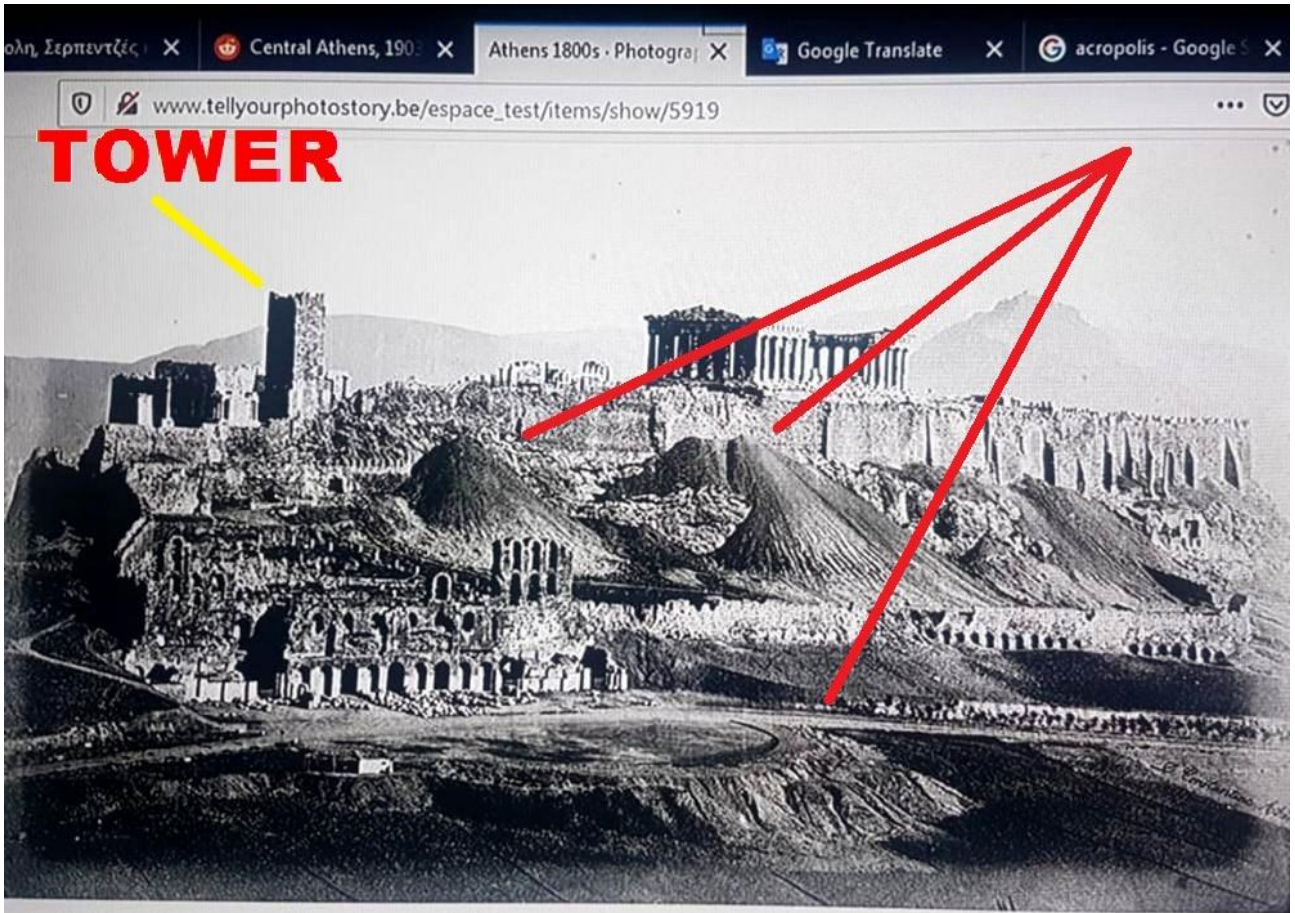 ολη, Σερπεντζές
Central Athens, 190
Athens 1800s · Photogra
Google Translate
acropolis - Google S
www.tellyourphotostory.be/espace_test/items/show/5919
TOWER